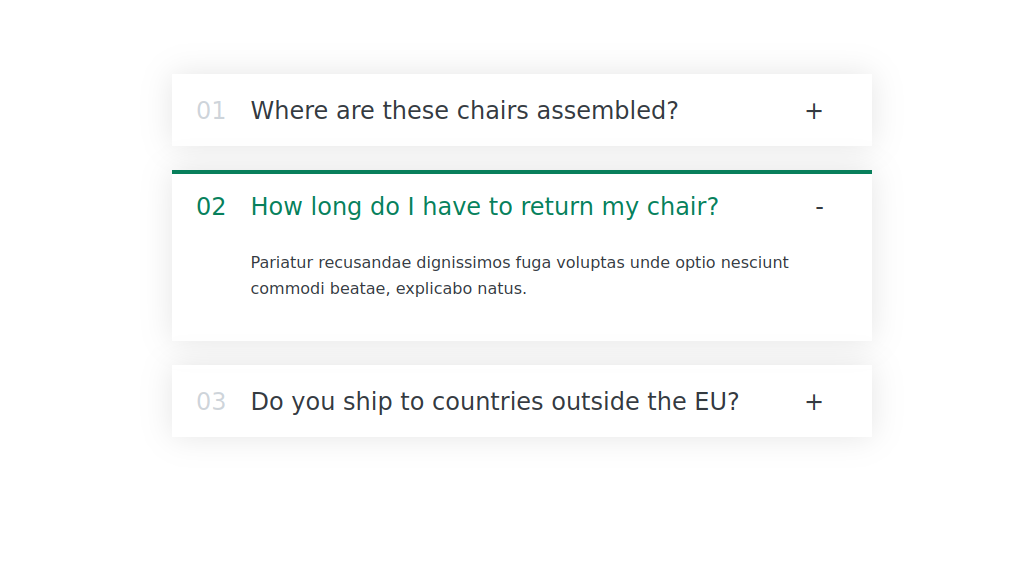 01 Where are these chairs assembled? +
02 How long do I have to return my chair? -
Pariatur recusandae dignissimos fuga voluptas unde optio nesciunt
commodi beatae, explicabo natus.
03 Do you ship to countries outside the EU? +